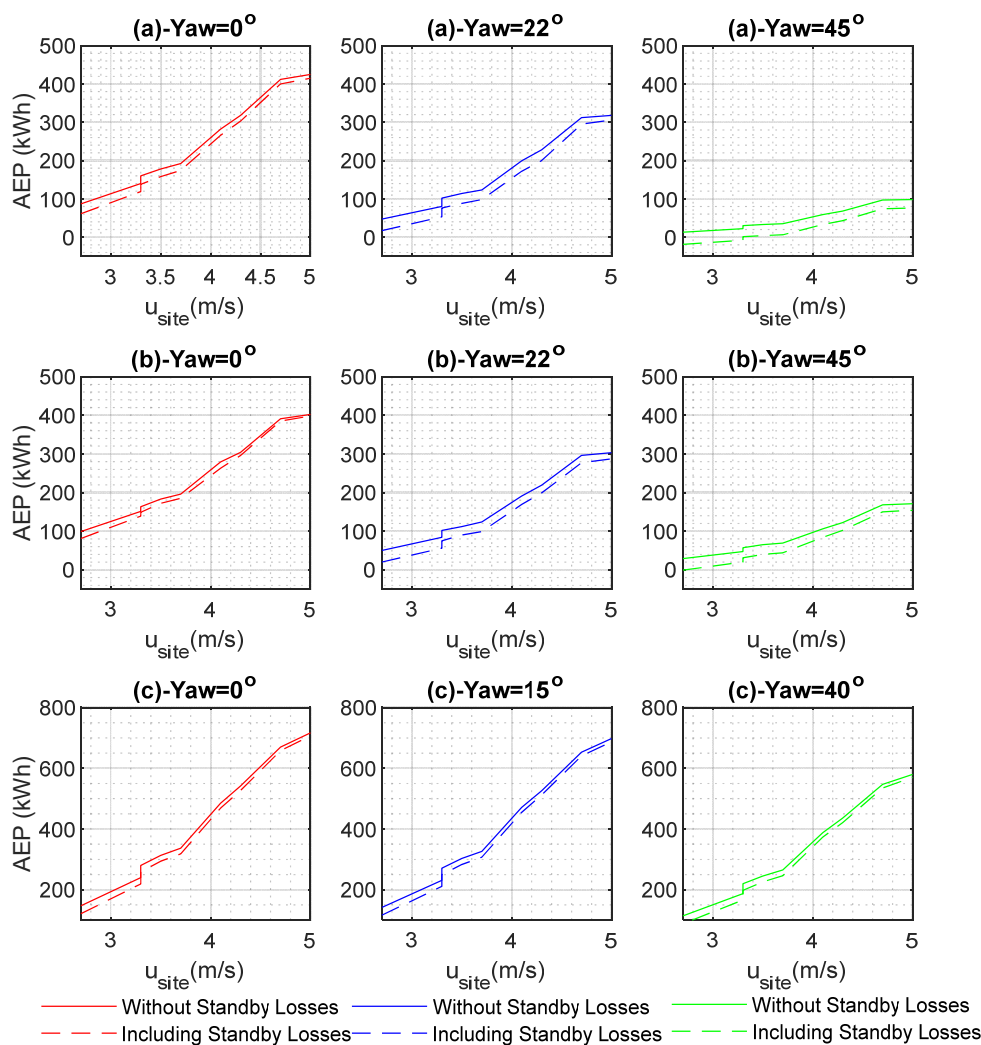 (a)-Yaw=0° (a)-Yaw=22° (a)-Yaw=45°
500 500 500
400 400 400
300 300 300
200 200 200
100 100 100
0 0 0
AEP (kWh)
3 3.5 4 4.5 5 3 4 5 3 4 5
u_site(m/s) u_site(m/s) u_site(m/s)
(b)-Yaw=0° (b)-Yaw=22° (b)-Yaw=45°
500 500 500
400 400 400
300 300 300
200 200 200
100 100 100
0 0 0
AEP (kWh)
3 4 5 3 4 5 3 4 5
u_site(m/s) u_site(m/s) u_site(m/s)
(c)-Yaw=0° (c)-Yaw=15° (c)-Yaw=40°
800 800 800
600 600 600
400 400 400
200 200 200
AEP (kWh)
3 4 5 3 4 5 3 4 5
u_site(m/s) u_site(m/s) u_site(m/s)
Without Standby Losses Without Standby Losses Without Standby Losses
Including Standby Losses Including Standby Losses Including Standby Losses